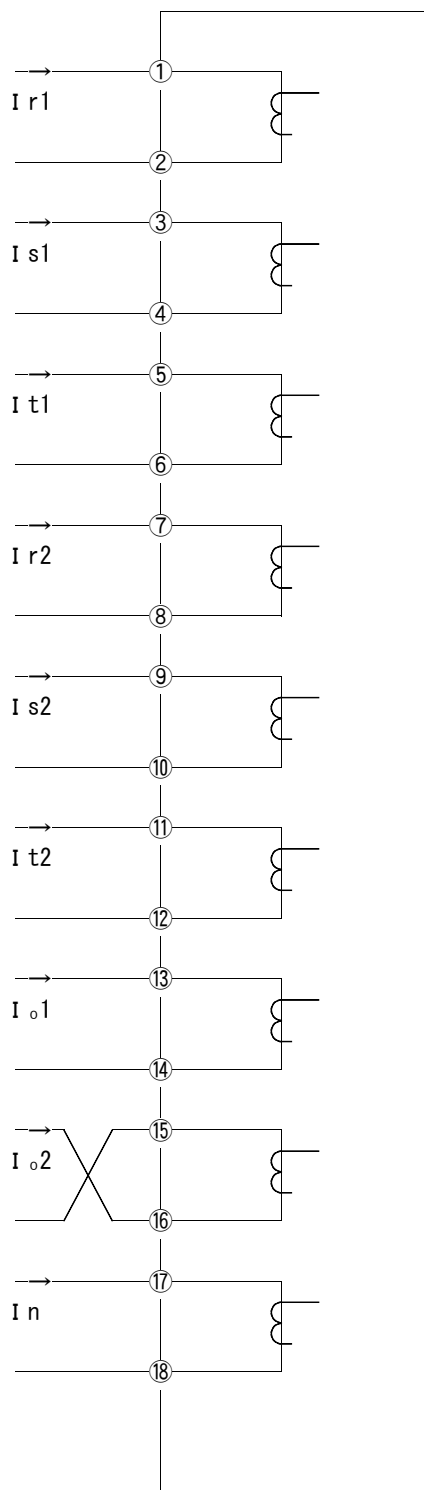 → ①
I r1
②
→ ③
I s1
④
→ ⑤
I t1
⑥
→ ⑦
I r2
⑧
→ ⑨
I s2
⑩
→ ⑪
I t2
⑫
→ ⑬
I o1
⑭
→ ⑮
I o2
⑯
→ ⑰
I n
⑱